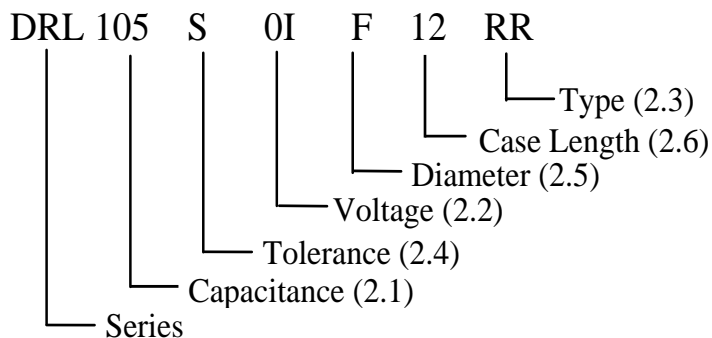 DRL 105 S 0I F 12 RR
Type (2.3)
Case Length (2.6)
Diameter (2.5)
Voltage (2.2)
Tolerance (2.4)
Capacitance (2.1)
Series